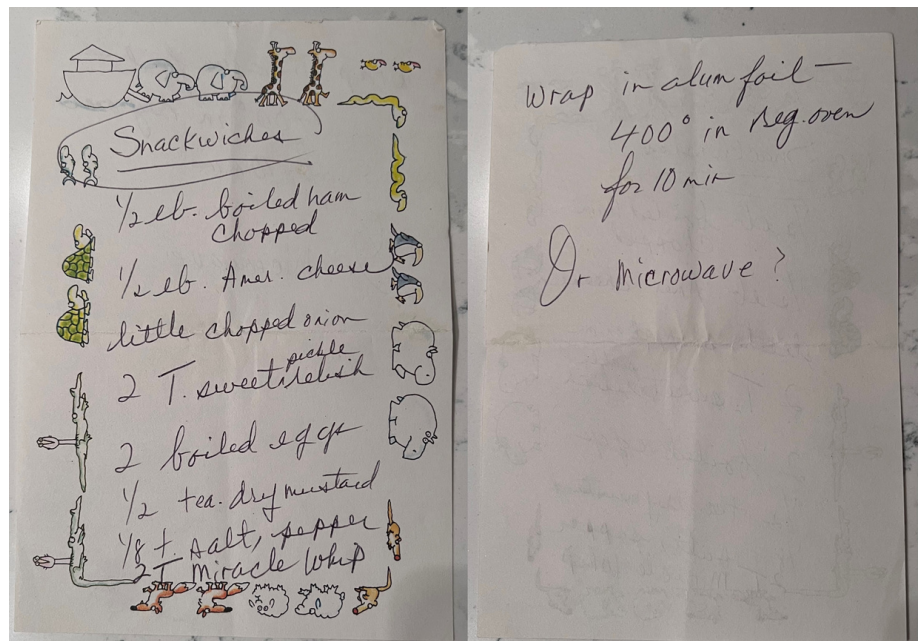 Snackwiches
1/2 lb. boiled ham
chopped
1/2 lb. Amer. cheese
little chopped onion
pickle
2 T. sweet relish
2 boiled eggs
1/2 tea. dry mustard
1/8 t. salt, pepper
2 T miracle whip
Wrap in alum foil —
400° in Reg. oven
for 10 min
Or microwave?